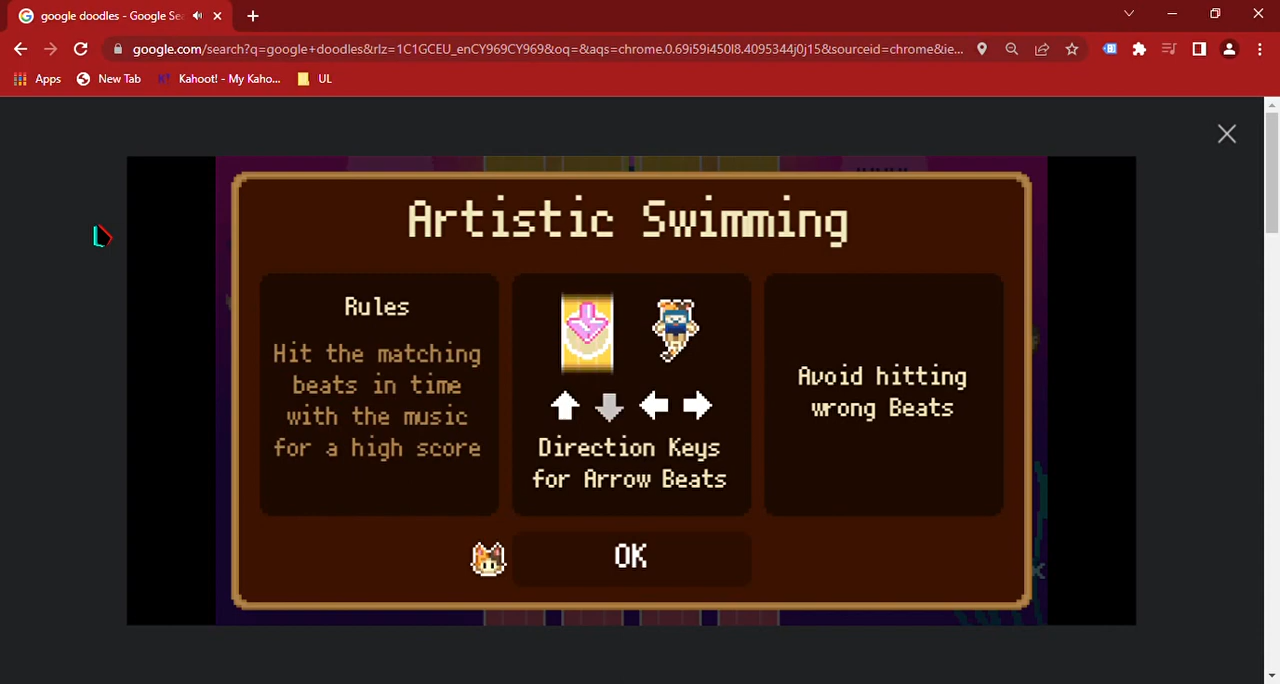 google doodles - Google Se
google.com/search?q=google+doodles&rlz=1C1GCEU_enCY969CY969&oq=&aqs=chrome.0.69i59i450l8.4095344j0j15&sourceid=chrome&ie...
Apps New Tab Kahoot! - My Kaho... UL
Artistic Swimming
Rules
Hit the matching
beats in time
with the music
for a high score
Direction Keys
for Arrow Beats
Avoid hitting
wrong Beats
OK